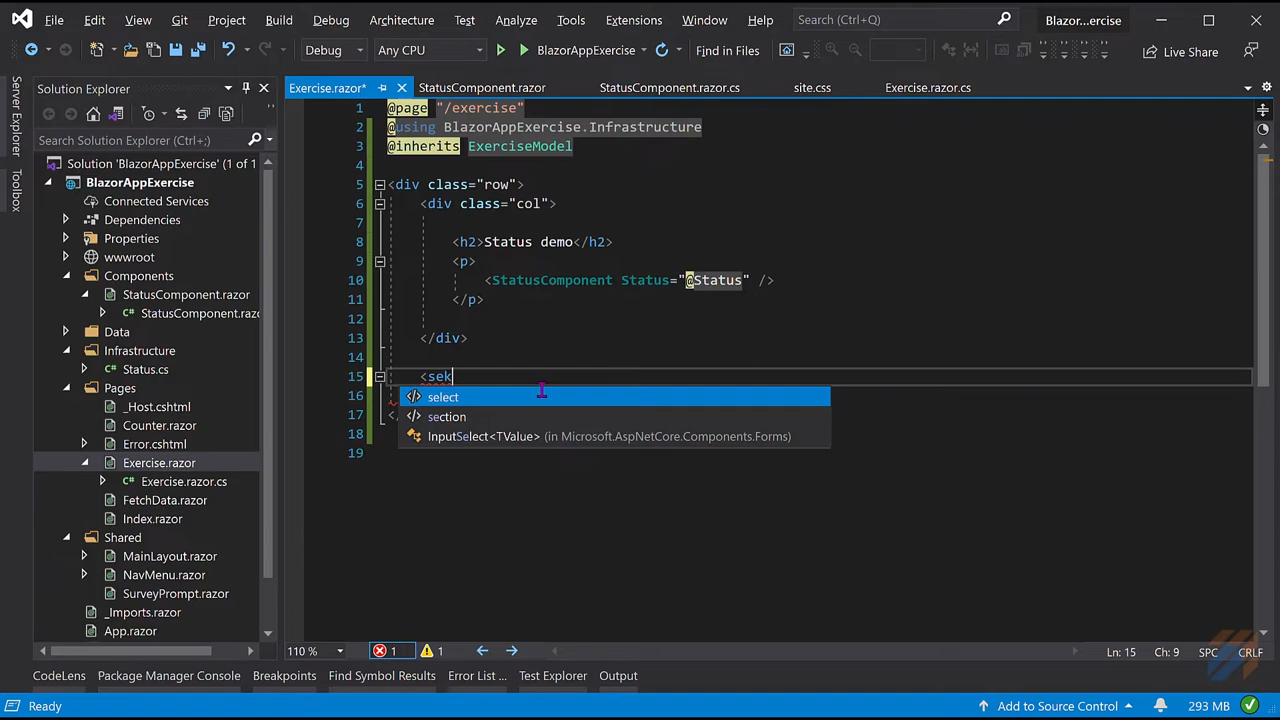 File Edit View Git Project Build Debug Architecture Test Analyze Tools Extensions Window Help Search (Ctrl+Q) Blazor...ercise
Debug Any CPU BlazorAppExercise Find in Files Live Share
Server Explorer
Toolbox
Solution Explorer
Search Solution Explorer (Ctrl+;)
Solution 'BlazorAppExercise' (1 of 1
BlazorAppExercise
Connected Services
Dependencies
Properties
wwwroot
Components
StatusComponent.razor
C# StatusComponent.razo
Data
Infrastructure
C# Status.cs
Pages
_Host.cshtml
Counter.razor
Error.cshtml
Exercise.razor
C# Exercise.razor.cs
FetchData.razor
Index.razor
Shared
MainLayout.razor
NavMenu.razor
SurveyPrompt.razor
_Imports.razor
App.razor
Exercise.razor* StatusComponent.razor StatusComponent.razor.cs site.css Exercise.razor.cs
1 @page "/exercise"
2 @using BlazorAppExercise.Infrastructure
3 @inherits ExerciseModel
4
5 <div class="row">
6 <div class="col">
7
8 <h2>Status demo</h2>
9 <p>
10 <StatusComponent Status="@Status" />
11 </p>
12
13 </div>
14
15 <sek
16
17 </
18
19
select
section
InputSelect<TValue> (in Microsoft.AspNetCore.Components.Forms)
110 % 1 1 Ln: 15 Ch: 9 SPC CRLF
CodeLens Package Manager Console Breakpoints Find Symbol Results Error List ... Test Explorer Output
Ready Add to Source Control 293 MB